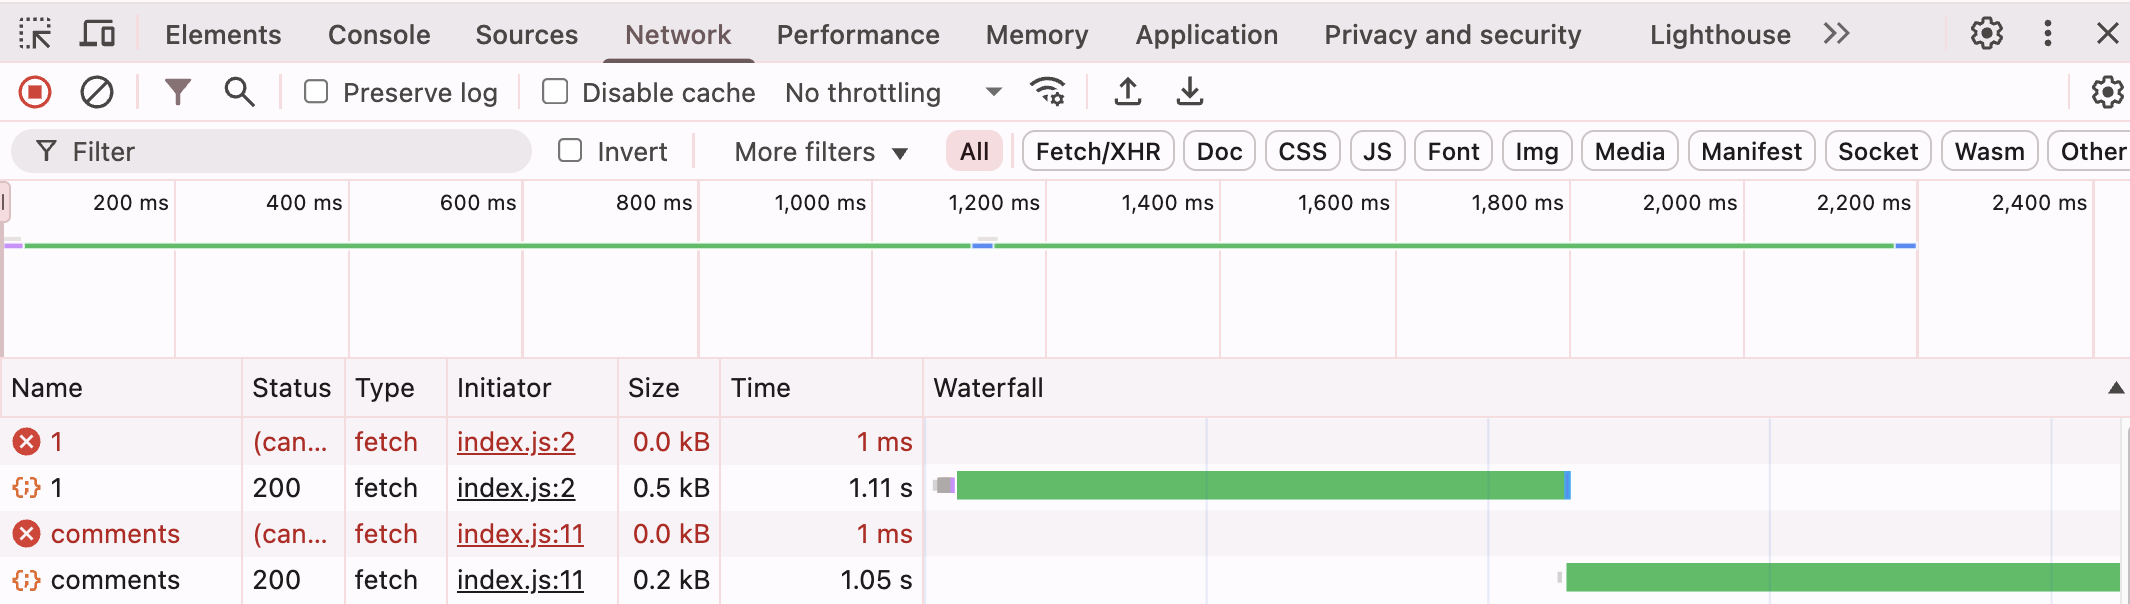 Elements Console Sources Network Performance Memory Application Privacy and security Lighthouse
Preserve log Disable cache No throttling
Filter Invert More filters All Fetch/XHR Doc CSS JS Font Img Media Manifest Socket Wasm Other
200 ms 400 ms 600 ms 800 ms 1,000 ms 1,200 ms 1,400 ms 1,600 ms 1,800 ms 2,000 ms 2,200 ms 2,400 ms
Name Status Type Initiator Size Time Waterfall
1 (can... fetch index.js:2 0.0 kB 1 ms
1 200 fetch index.js:2 0.5 kB 1.11 s
comments (can... fetch index.js:11 0.0 kB 1 ms
comments 200 fetch index.js:11 0.2 kB 1.05 s